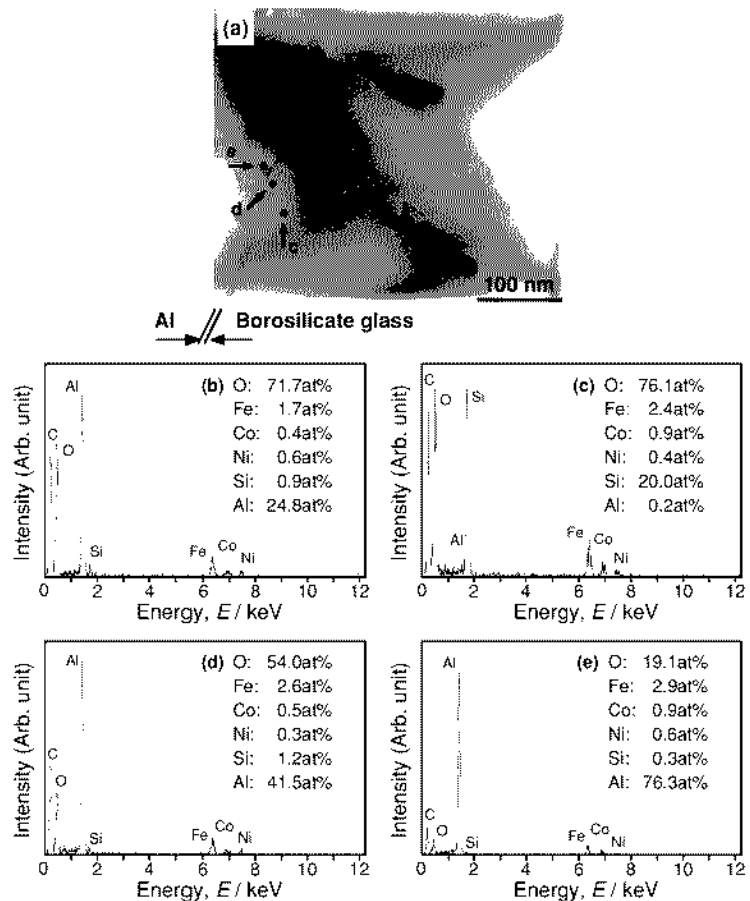 (a)
e
d
b
c
100 nm
Al Borosilicate glass
Intensity (Arb. unit)
C
O
Al
Si
Fe
Co
Ni
(b) O: 71.7at%
Fe: 1.7at%
Co: 0.4at%
Ni: 0.6at%
Si: 0.9at%
Al: 24.8at%
0 2 4 6 8 10 12
Energy, E / keV
Intensity (Arb. unit)
C
O
Si
Al
Fe
Co
Ni
(c) O: 76.1at%
Fe: 2.4at%
Co: 0.9at%
Ni: 0.4at%
Si: 20.0at%
Al: 0.2at%
0 2 4 6 8 10 12
Energy, E / keV
Intensity (Arb. unit)
C
O
Al
Si
Fe
Co
Ni
(d) O: 54.0at%
Fe: 2.6at%
Co: 0.5at%
Ni: 0.3at%
Si: 1.2at%
Al: 41.5at%
0 2 4 6 8 10 12
Energy, E / keV
Intensity (Arb. unit)
C
O
Al
Si
Fe
Co
Ni
(e) O: 19.1at%
Fe: 2.9at%
Co: 0.9at%
Ni: 0.6at%
Si: 0.3at%
Al: 76.3at%
0 2 4 6 8 10 12
Energy, E / keV